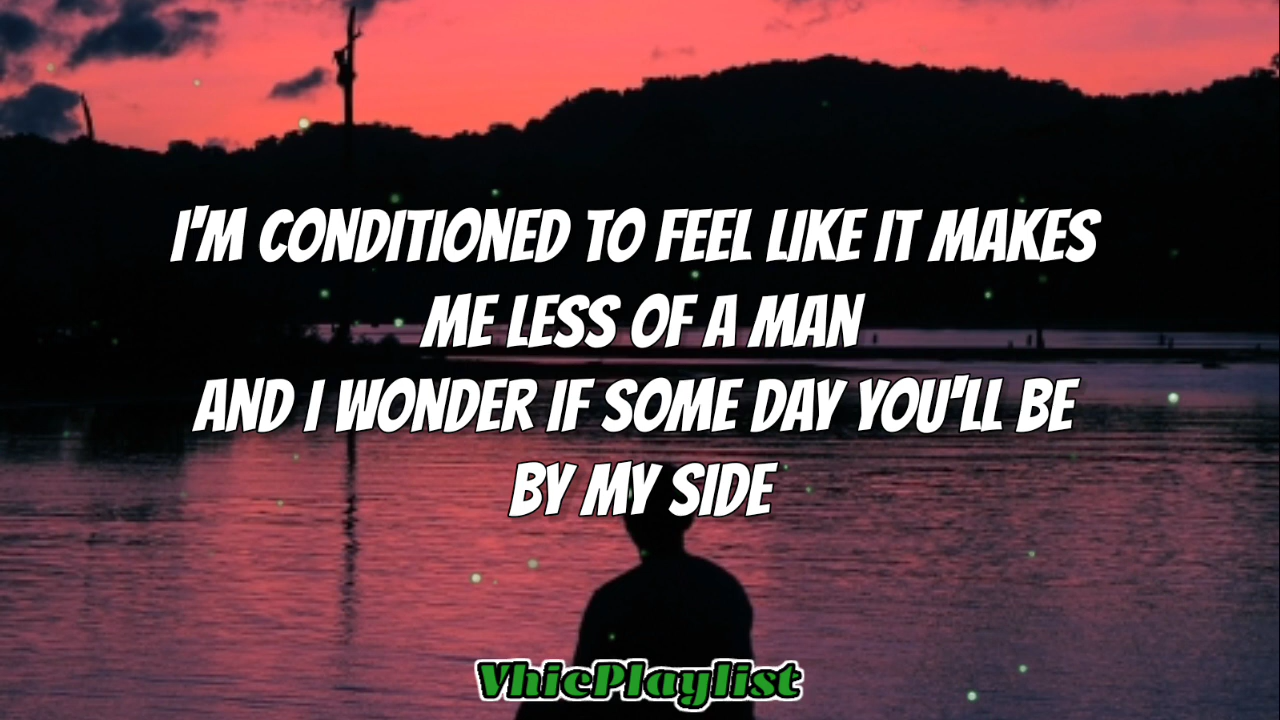 I'M CONDITIONED TO FEEL LIKE IT MAKES
ME LESS OF A MAN
AND I WONDER IF SOME DAY YOU'LL BE
BY MY SIDE
VhicPlaylist